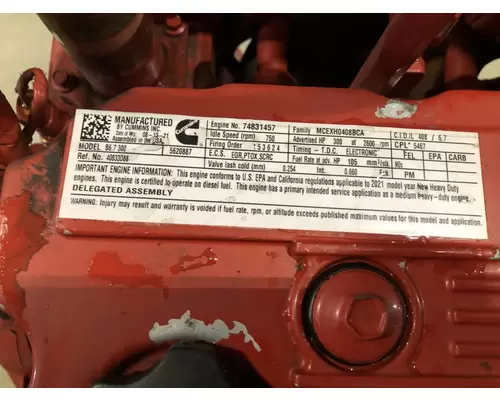 MANUFACTURED
BY CUMMINS INC.
Date of Mfg 08-13-21
Assembled in the USA
MODEL B6.7 300 5620887
Ref. No. 40833088
Engine No. 74831457
Idle Speed (rpm) 750
Firing Order 153624
E.C.S. EGR,PTOX,SCRC
Valve lash cold (mm) Int. 0.254
Family MCEXH0408BCA
Advertised HP 300 at 2600 rpm
Timing - T.D.C. ELECTRONIC
Fuel Rate at AHP 105 mm³/stk
Int. 0.660 Exh.
C.I.D./L 408 / 6.7
CPL* 5467
FEL EPA CARB
NOx
PM
IMPORTANT ENGINE INFORMATION: This engine conforms to U.S. EPA and California regulations applicable to 2021 model year New Heavy Duty
engines. This engine is certified to operate on diesel fuel. This engine has a primary intended service application as a medium heavy-duty engine.
DELEGATED ASSEMBLY
WARNING: Injury may result and warranty is voided if fuel rate, rpm, or altitude exceeds published maximum values for this model and application.